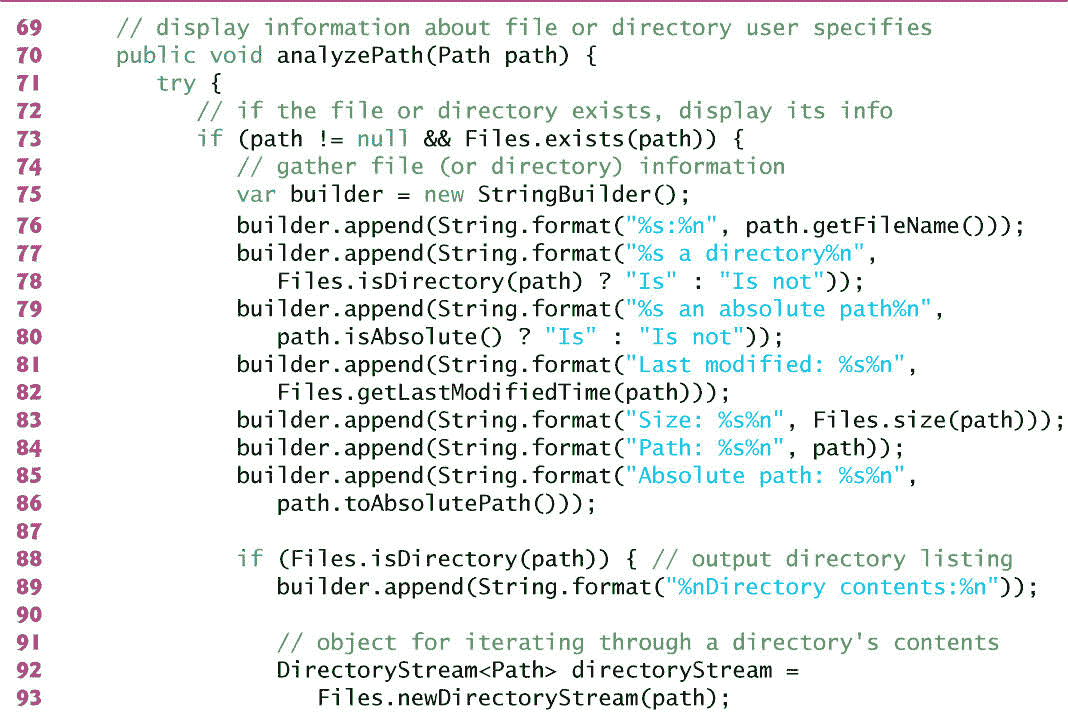 69 // display information about file or directory user specifies
70 public void analyzePath(Path path) {
71 try {
72 // if the file or directory exists, display its info
73 if (path != null && Files.exists(path)) {
74 // gather file (or directory) information
75 var builder = new StringBuilder();
76 builder.append(String.format("%s:%n", path.getFileName()));
77 builder.append(String.format("%s a directory%n",
78 Files.isDirectory(path) ? "Is" : "Is not"));
79 builder.append(String.format("%s an absolute path%n",
80 path.isAbsolute() ? "Is" : "Is not"));
81 builder.append(String.format("Last modified: %s%n",
82 Files.getLastModifiedTime(path)));
83 builder.append(String.format("Size: %s%n", Files.size(path)));
84 builder.append(String.format("Path: %s%n", path));
85 builder.append(String.format("Absolute path: %s%n",
86 path.toAbsolutePath()));
87
88 if (Files.isDirectory(path)) { // output directory listing
89 builder.append(String.format("%nDirectory contents:%n"));
90
91 // object for iterating through a directory's contents
92 DirectoryStream<Path> directoryStream =
93 Files.newDirectoryStream(path);